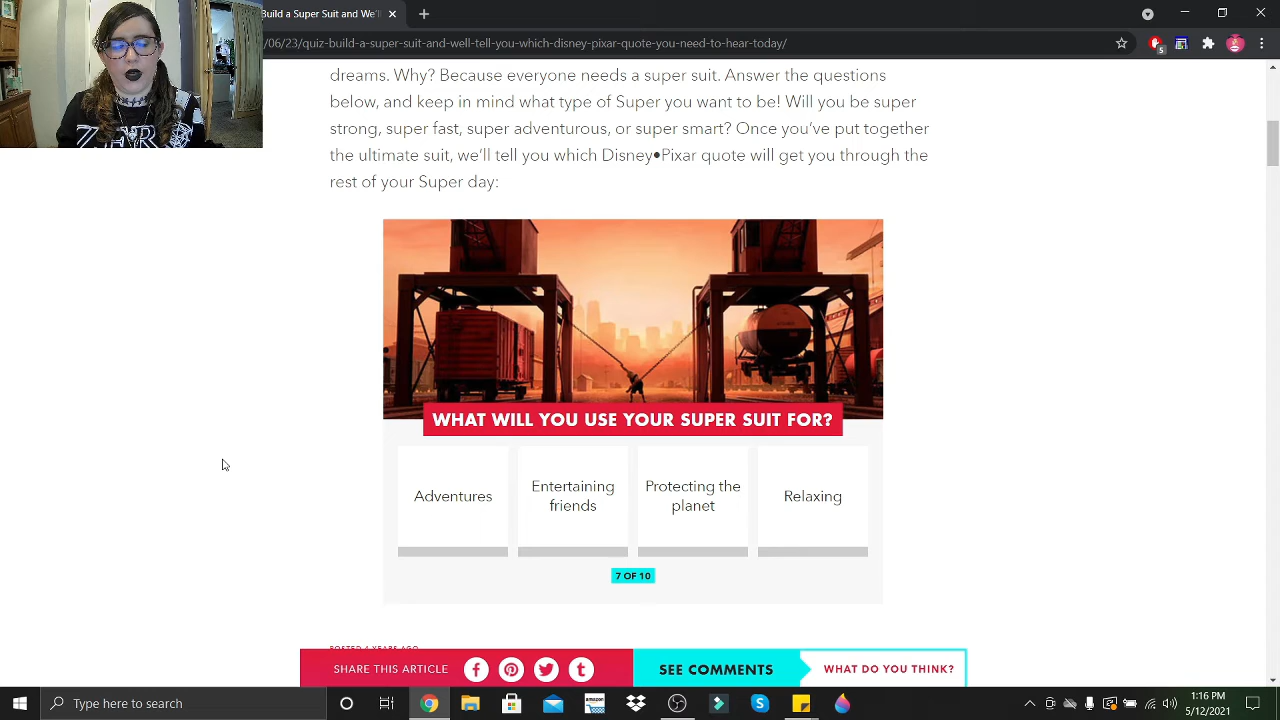 Build a Super Suit and We'll
/06/23/quiz-build-a-super-suit-and-well-tell-you-which-disney-pixar-quote-you-need-to-hear-today/
5
dreams. Why? Because everyone needs a super suit. Answer the questions
below, and keep in mind what type of Super you want to be! Will you be super
strong, super fast, super adventurous, or super smart? Once you've put together
the ultimate suit, we'll tell you which Disney•Pixar quote will get you through the
rest of your Super day:
WHAT WILL YOU USE YOUR SUPER SUIT FOR?
Adventures
Entertaining
friends
Protecting the
planet
Relaxing
7 OF 10
POSTED 4 YEARS AGO
SHARE THIS ARTICLE
SEE COMMENTS
WHAT DO YOU THINK?
Type here to search
amazon
1:16 PM
5/12/2021